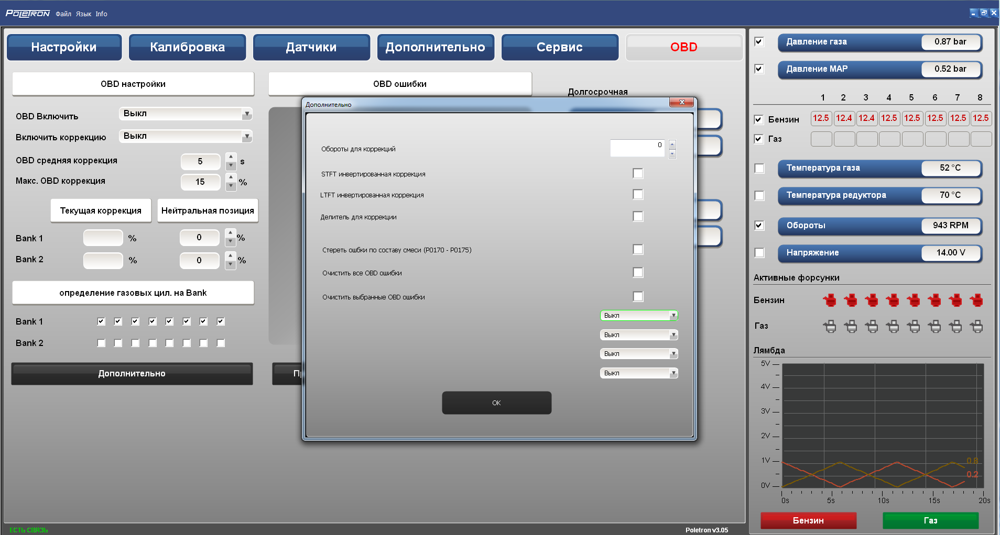 POLETRON Файл Язык Info
Настройки Калибровка Датчики Дополнительно Сервис OBD
OBD настройки
OBD Включить Выкл
Включить коррекцию Выкл
OBD средняя коррекция 5 s
Макс. OBD коррекция 15 %
Текущая коррекция Нейтральная позиция
Bank 1 % 0 %
Bank 2 % 0 %
определение газовых цил. на Bank
Bank 1
Bank 2
Дополнительно
OBD ошибки
Долгосрочная
Дополнительно
Обороты для коррекций 0
STFT инвертированная коррекция
LTFT инвертированная коррекция
Делитель для коррекции
Стереть ошбки по составу смеси (P0170 - P0175)
Очистить все OBD ошибки
Очистить выбранные OBD ошибки
Выкл
Выкл
Выкл
Выкл
OK
Давление газа 0.87 bar
Давление MAP 0.52 bar
1 2 3 4 5 6 7 8
Бензин 12.5 12.4 12.4 12.5 12.5 12.5 12.5 12.5
Газ
Температура газа 52 °C
Температура редуктора 70 °C
Обороты 943 RPM
Напряжение 14.00 V
Активные форсунки
Бензин
Газ
Лямбда
5V
4V
3V
2V
1V
0V
0.8
0.2
0s 5s 10s 15s 20s
Бензин Газ
ЕСТЬ СВЯЗЬ
Poletron v3.05